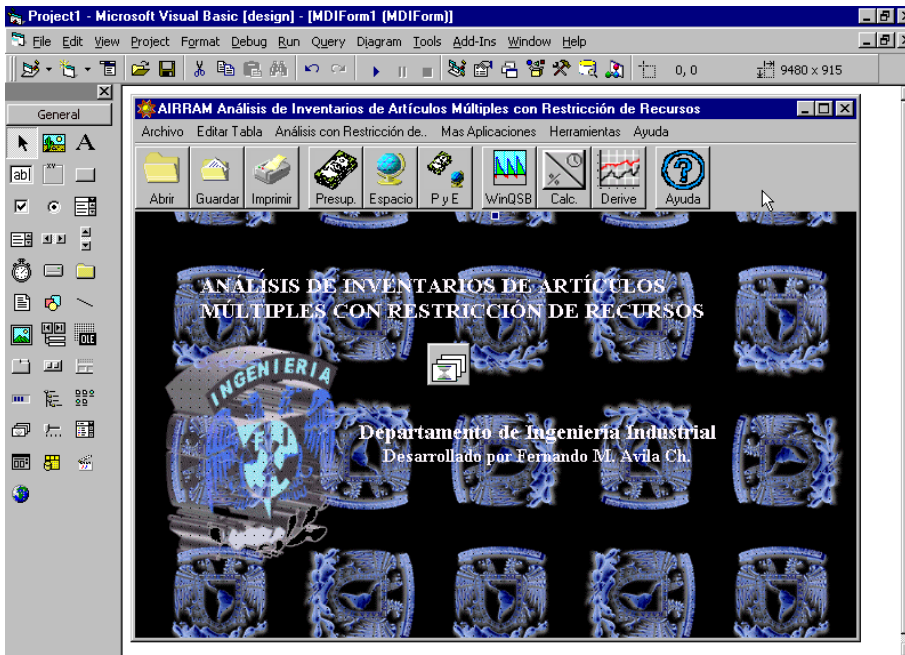 Project1 - Microsoft Visual Basic [design] - [MDIForm1 (MDIForm)]
File Edit View Project Format Debug Run Query Diagram Tools Add-Ins Window Help
0, 0 9480 x 915
General
A
abl
xv
OLE
AIRRAM Análisis de Inventarios de Artículos Múltiples con Restricción de Recursos
Archivo Editar Tabla Análisis con Restricción de.. Mas Aplicaciones Herramientas Ayuda
Abrir Guardar Imprimir Presup. Espacio P y E WinQSB Calc. Derive Ayuda
ANÁLISIS DE INVENTARIOS DE ARTÍCULOS
MÚLTIPLES CON RESTRICCIÓN DE RECURSOS
INGENIERIA
Departamento de Ingeniería Industrial
Desarrollado por Fernando M. Avila Ch.